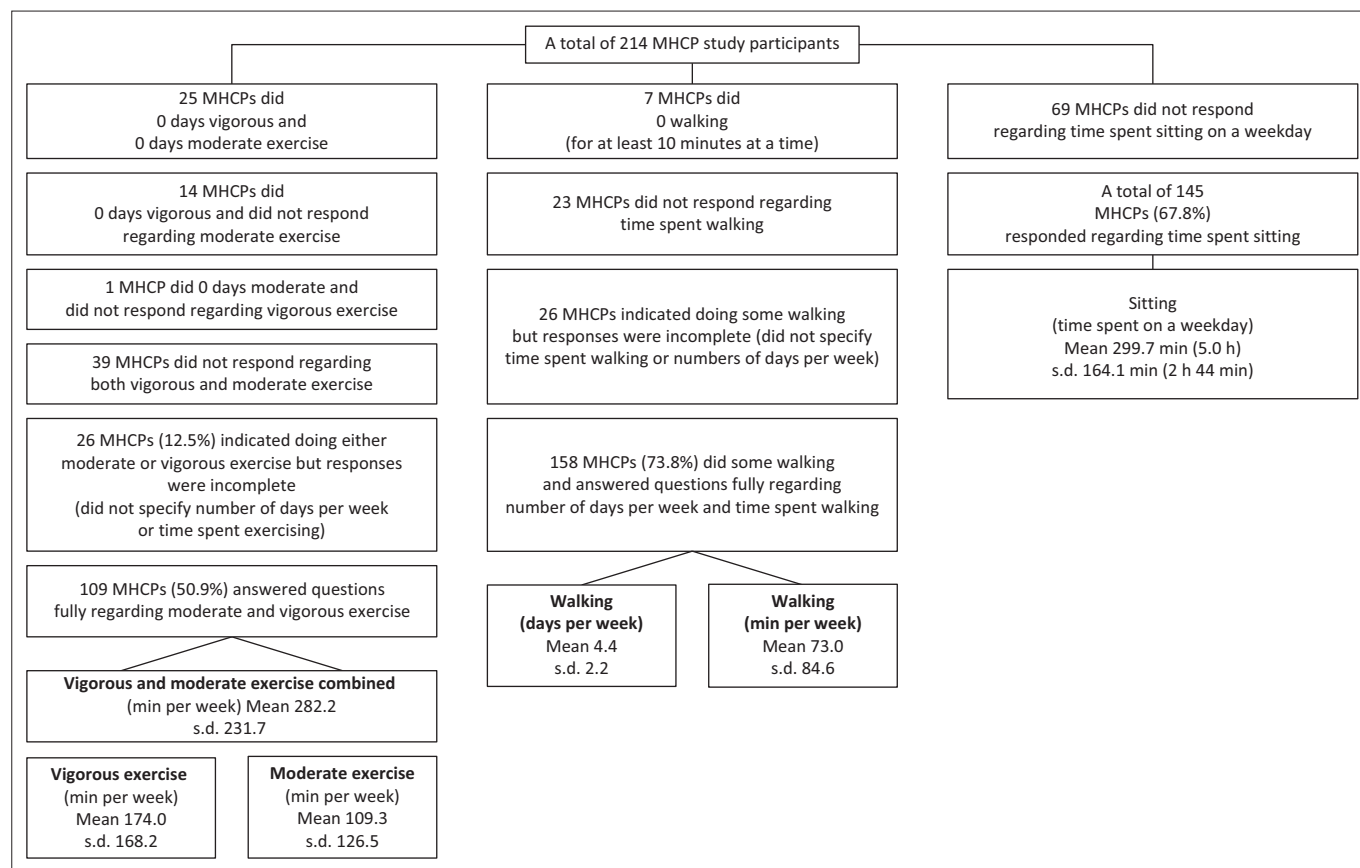 A total of 214 MHCP study participants
25 MHCPs did
0 days vigorous and
0 days moderate exercise
14 MHCPs did
0 days vigorous and did not respond
regarding moderate exercise
1 MHCP did 0 days moderate and
did not respond regarding vigorous exercise
39 MHCPs did not respond regarding
both vigorous and moderate exercise
26 MHCPs (12.5%) indicated doing either
moderate or vigorous exercise but responses
were incomplete
(did not specify number of days per week
or time spent exercising)
109 MHCPs (50.9%) answered questions
fully regarding moderate and vigorous exercise
Vigorous and moderate exercise combined
(min per week) Mean 282.2
s.d. 231.7
Vigorous exercise
(min per week)
Mean 174.0
s.d. 168.2
Moderate exercise
(min per week)
Mean 109.3
s.d. 126.5
7 MHCPs did
0 walking
(for at least 10 minutes at a time)
23 MHCPs did not respond regarding
time spent walking
26 MHCPs indicated doing some walking
but responses were incomplete (did not specify
time spent walking or numbers of days per week)
158 MHCPs (73.8%) did some walking
and answered questions fully regarding
number of days per week and time spent walking
Walking
(days per week)
Mean 4.4
s.d. 2.2
Walking
(min per week)
Mean 73.0
s.d. 84.6
69 MHCPs did not respond
regarding time spent sitting on a weekday
A total of 145
MHCPs (67.8%)
responded regarding time spent sitting
Sitting
(time spent on a weekday)
Mean 299.7 min (5.0 h)
s.d. 164.1 min (2 h 44 min)